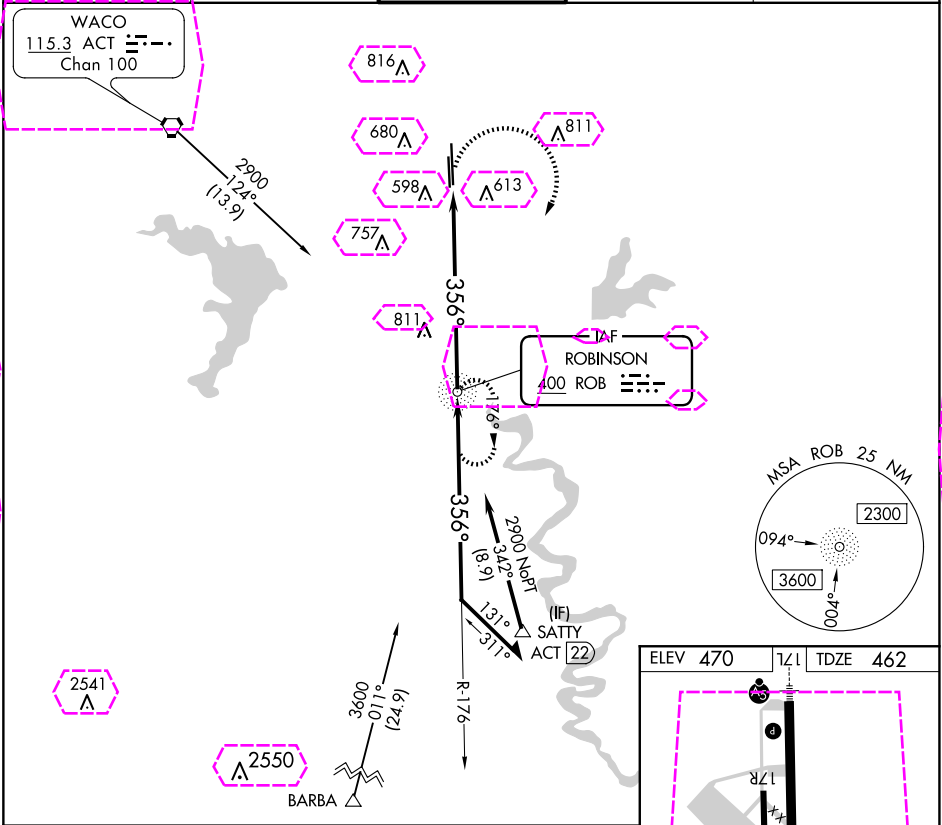 WACO
115.3 ACT
Chan 100
816
680
811
598
613
2900
124°
(13.9)
757
811
356°
IAF
ROBINSON
400 ROB
176°
MSA ROB 25 NM
2300
094°
3600
004°
356°
2900 NoPT
342°
(8.9)
(IF)
SATTY
ACT 22
131°
311°
R-176
2541
3600
011°
(24.9)
2550
BARBA
ELEV 470
17L
TDZE 462
A5
P
17R
X X